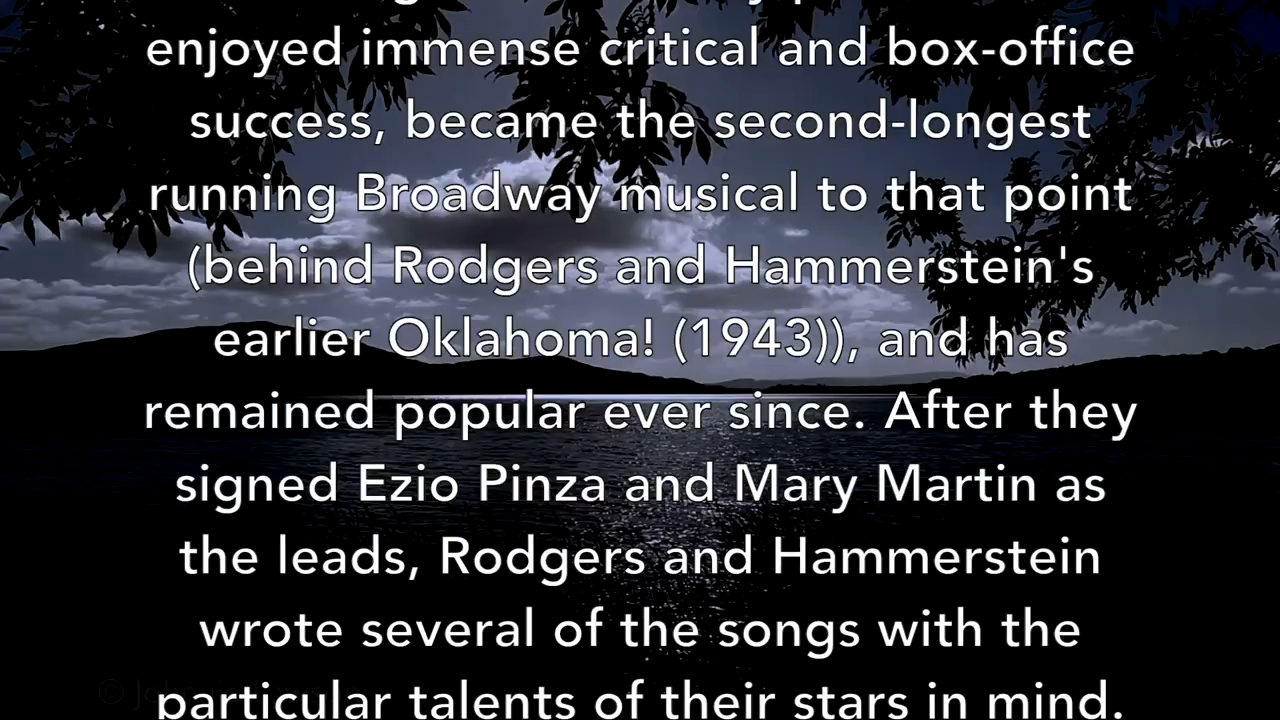 enjoyed immense critical and box-office
success, became the second-longest
running Broadway musical to that point
(behind Rodgers and Hammerstein's
earlier Oklahoma! (1943)), and has
remained popular ever since. After they
signed Ezio Pinza and Mary Martin as
the leads, Rodgers and Hammerstein
wrote several of the songs with the
particular talents of their stars in mind.